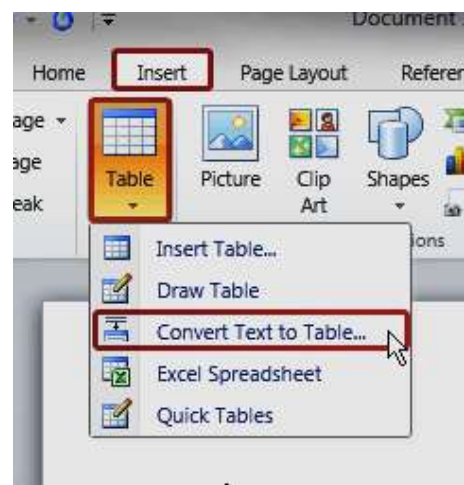 Document
Home Insert Page Layout Refere
age
age
eak
Table Picture Clip Art Shapes
ions
Insert Table...
Draw Table
Convert Text to Table...
Excel Spreadsheet
Quick Tables